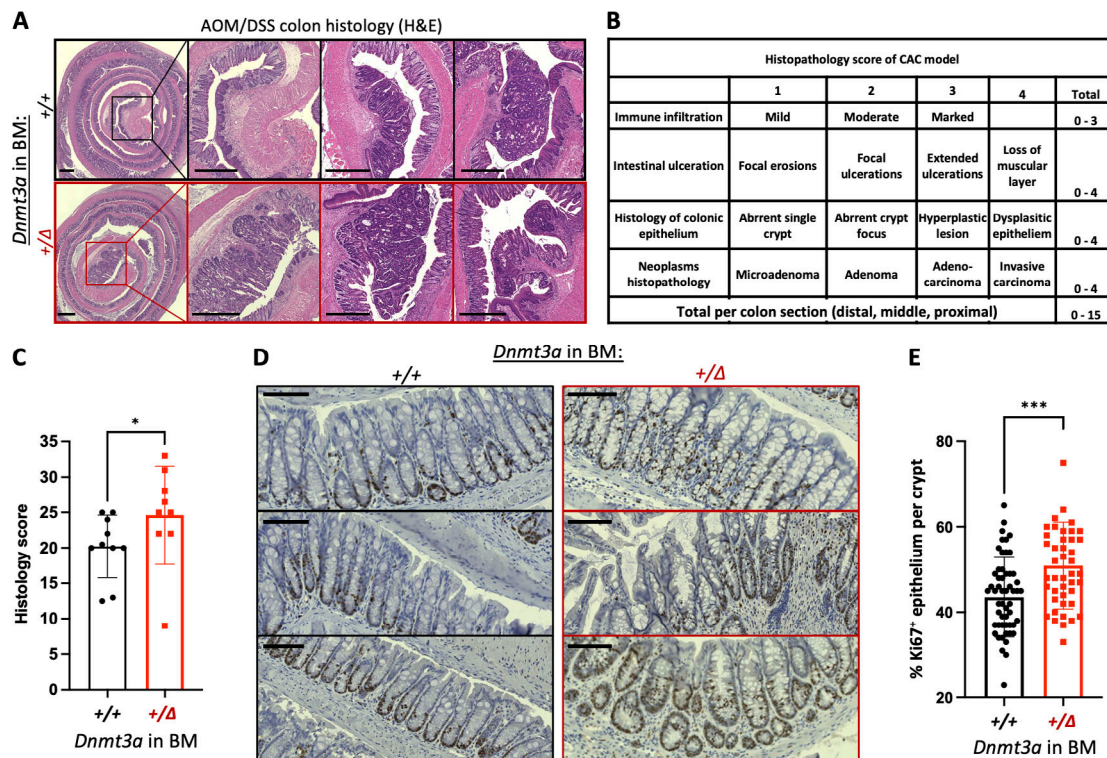 A
AOM/DSS colon histology (H&E)
Dnmt3a in BM:
+/+
+/Δ
B
Histopathology score of CAC model
1 2 3 4 Total
Immune infiltration Mild Moderate Marked 0 - 3
Intestinal ulceration Focal erosions Focal ulcerations Extended ulcerations Loss of muscular layer 0 - 4
Histology of colonic epithelium Abrrent single crypt Abrrent crypt focus Hyperplastic lesion Dysplasitic epitheliem 0 - 4
Neoplasms histopathology Microadenoma Adenoma Adeno-carcinoma Invasive carcinoma 0 - 4
Total per colon section (distal, middle, proximal) 0 - 15
C
*
Histology score
35
30
25
20
15
10
5
0
+/+ +/Δ
Dnmt3a in BM
D
Dnmt3a in BM:
+/+ +/Δ
E
***
% Ki67⁺ epithelium per crypt
80
60
40
20
+/+ +/Δ
Dnmt3a in BM